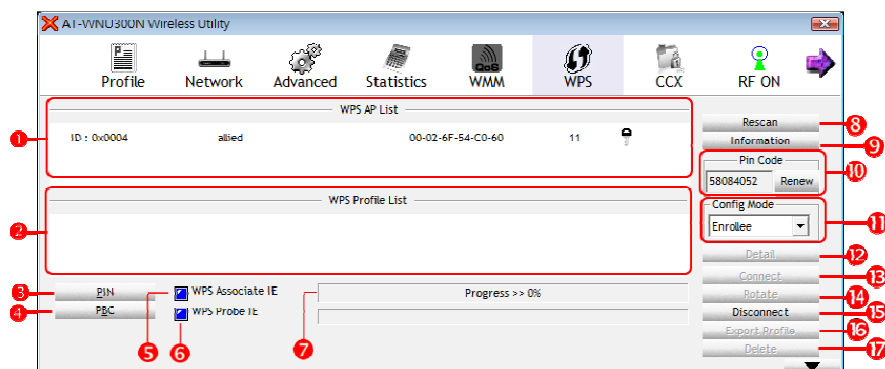 AT-WNU300N Wireless Utility
Profile Network Advanced Statistics QoS WMM WPS CCX RF ON
WPS AP List
ID : 0x0004 allied 00-02-6F-54-C0-60 11
WPS Profile List
PIN
PBC
WPS Associate IE
WPS Probe IE
Progress >> 0%
Rescan
Information
Pin Code
58084052 Renew
Config Mode
Enrollee
Detail
Connect
Rotate
Disconnect
Export Profile
Delete
1
2
3
4
5
6
7
8
9
10
11
12
13
14
15
16
17